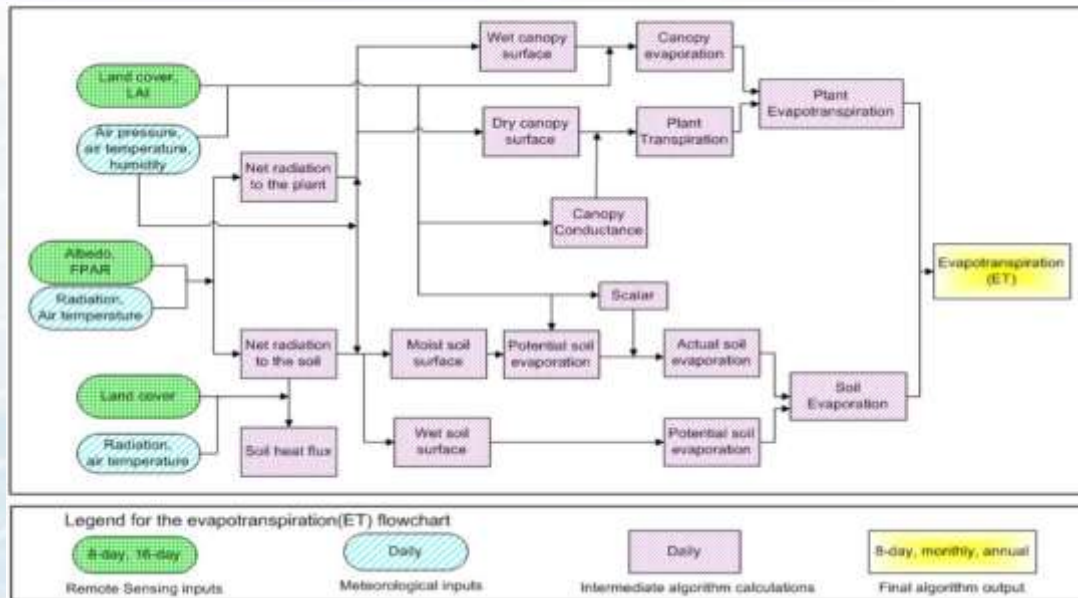 Wet canopy
surface
Canopy
evaporation
Land cover,
LAI
Plant
Evapotranspiration
Air pressure,
air temperature,
humidity
Dry canopy
surface
Plant
Transpiration
Net radiation
to the plant
Canopy
Conductance
Albedo,
FPAR
Evapotranspiration
(ET)
Radiation,
Air temperature
Scalar
Net radiation
to the soil
Moist soil
surface
Potential soil
evaporation
Actual soil
evaporation
Land cover
Soil
Evaporation
Radiation,
air temperature
Soil heat flux
Wet soil
surface
Potential soil
evaporation
Legend for the evapotranspiration(ET) flowchart
8-day, 16-day
Daily
Daily
8-day, monthly, annual
Remote Sensing inputs
Meteorological inputs
Intermediate algorithm calculations
Final algorithm output